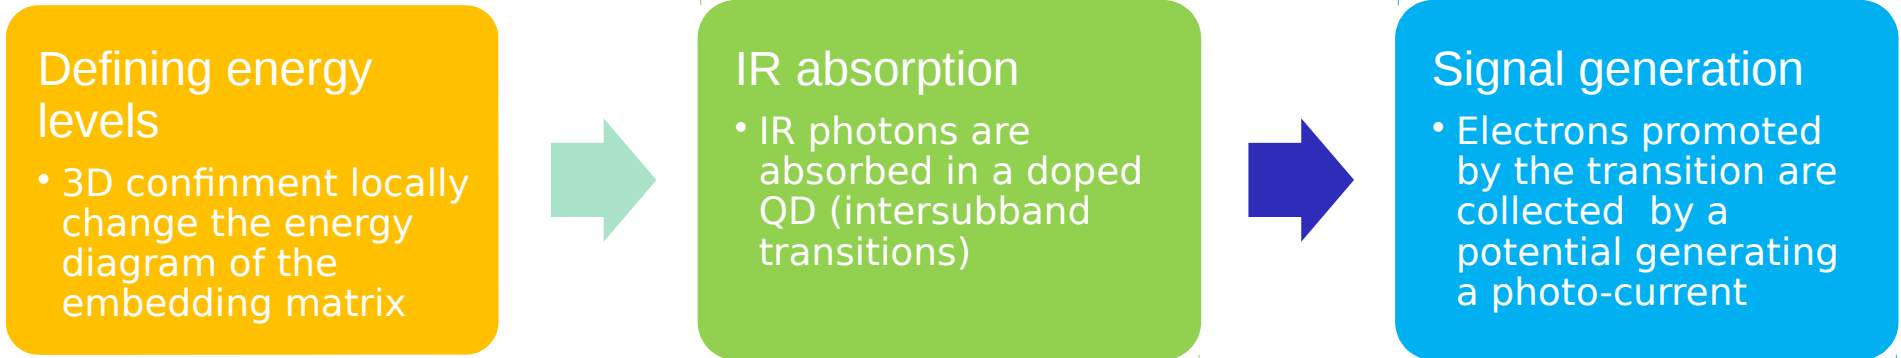 Defining energy
levels
• 3D confinment locally
change the energy
diagram of the
embedding matrix
IR absorption
• IR photons are
absorbed in a doped
QD (intersubband
transitions)
Signal generation
• Electrons promoted
by the transition are
collected  by a
potential generating
a photo-current